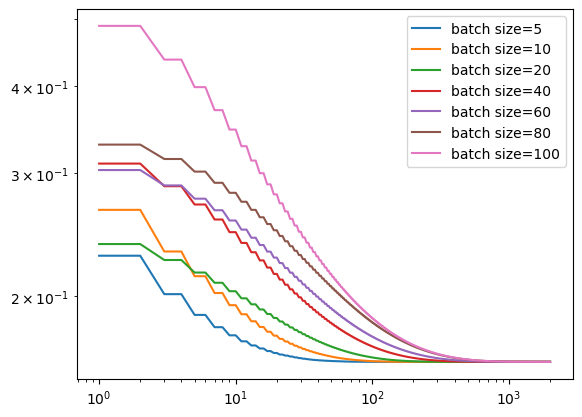 4 × 10⁻¹
3 × 10⁻¹
2 × 10⁻¹
10⁰
10¹
10²
10³
batch size=5
batch size=10
batch size=20
batch size=40
batch size=60
batch size=80
batch size=100